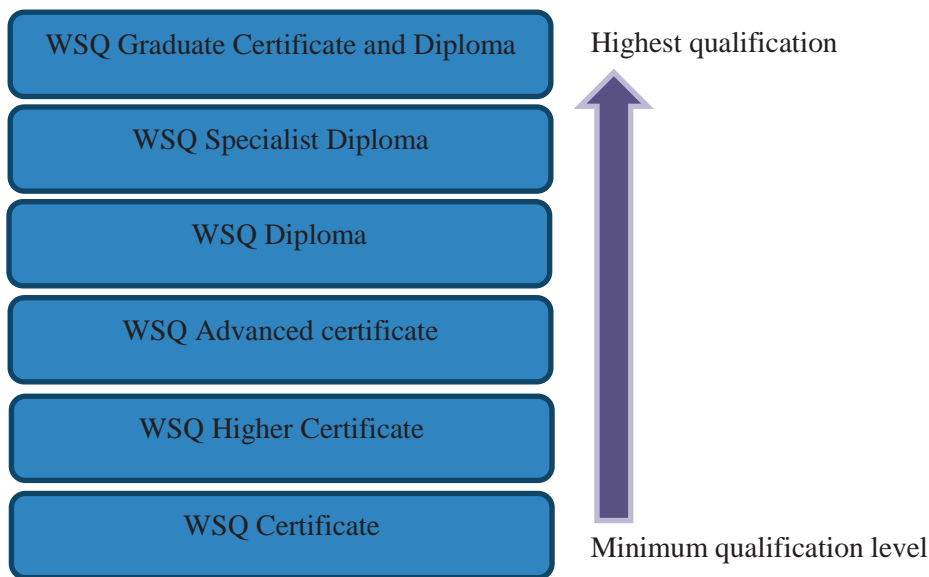 WSQ Graduate Certificate and Diploma
Highest qualification
WSQ Specialist Diploma
WSQ Diploma
WSQ Advanced certificate
WSQ Higher Certificate
WSQ Certificate
Minimum qualification level